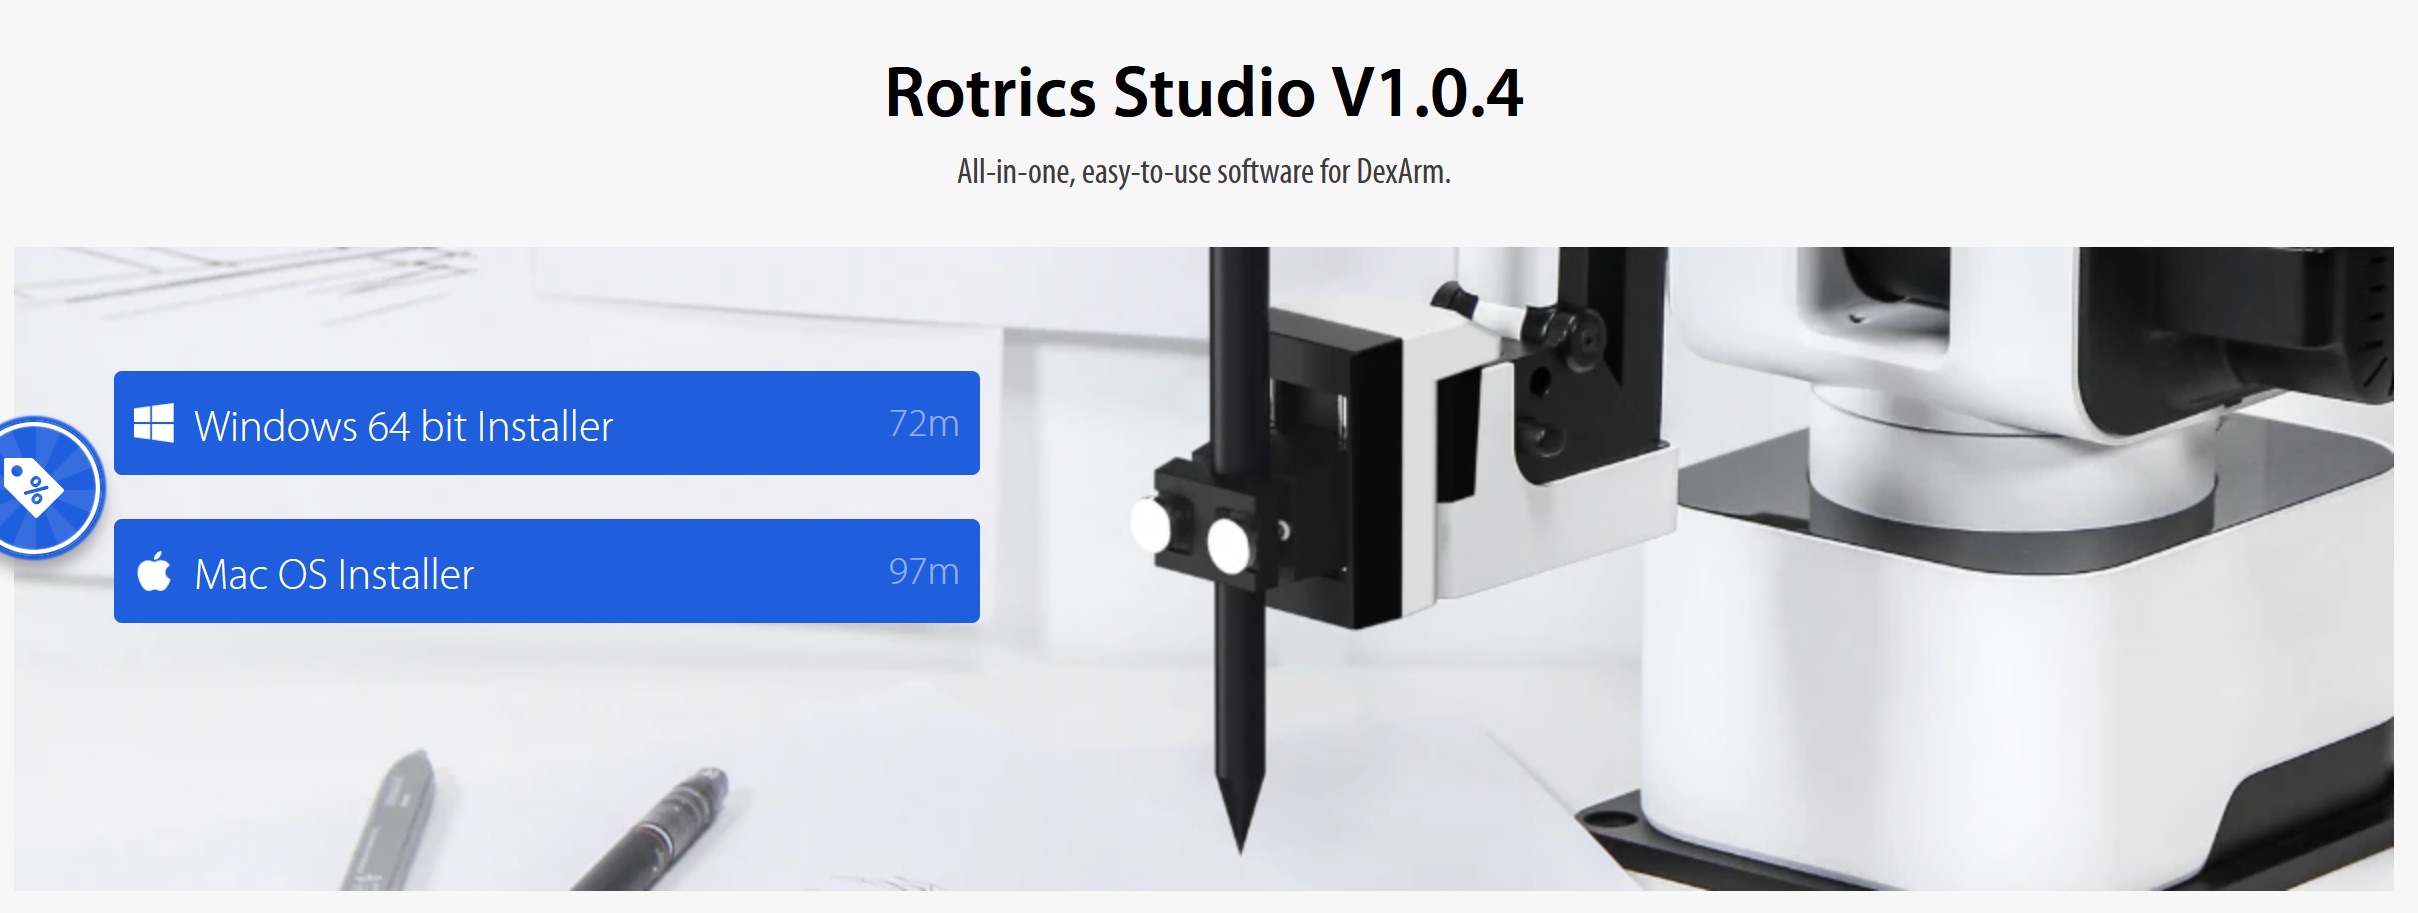 Rotrics Studio V1.0.4
All-in-one, easy-to-use software for DexArm.
Windows 64 bit Installer 72m
%
Mac OS Installer 97m